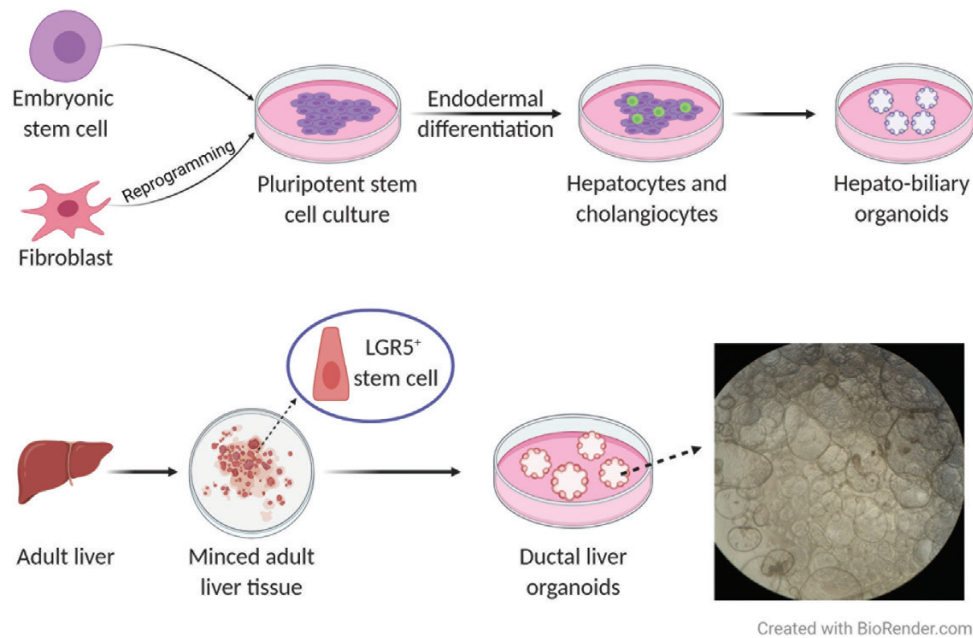 Embryonic
stem cell
Reprogramming
Fibroblast
Pluripotent stem
cell culture
Endodermal
differentiation
Hepatocytes and
cholangiocytes
Hepato-biliary
organoids
LGR5⁺
stem cell
Adult liver
Minced adult
liver tissue
Ductal liver
organoids
Created with BioRender.com